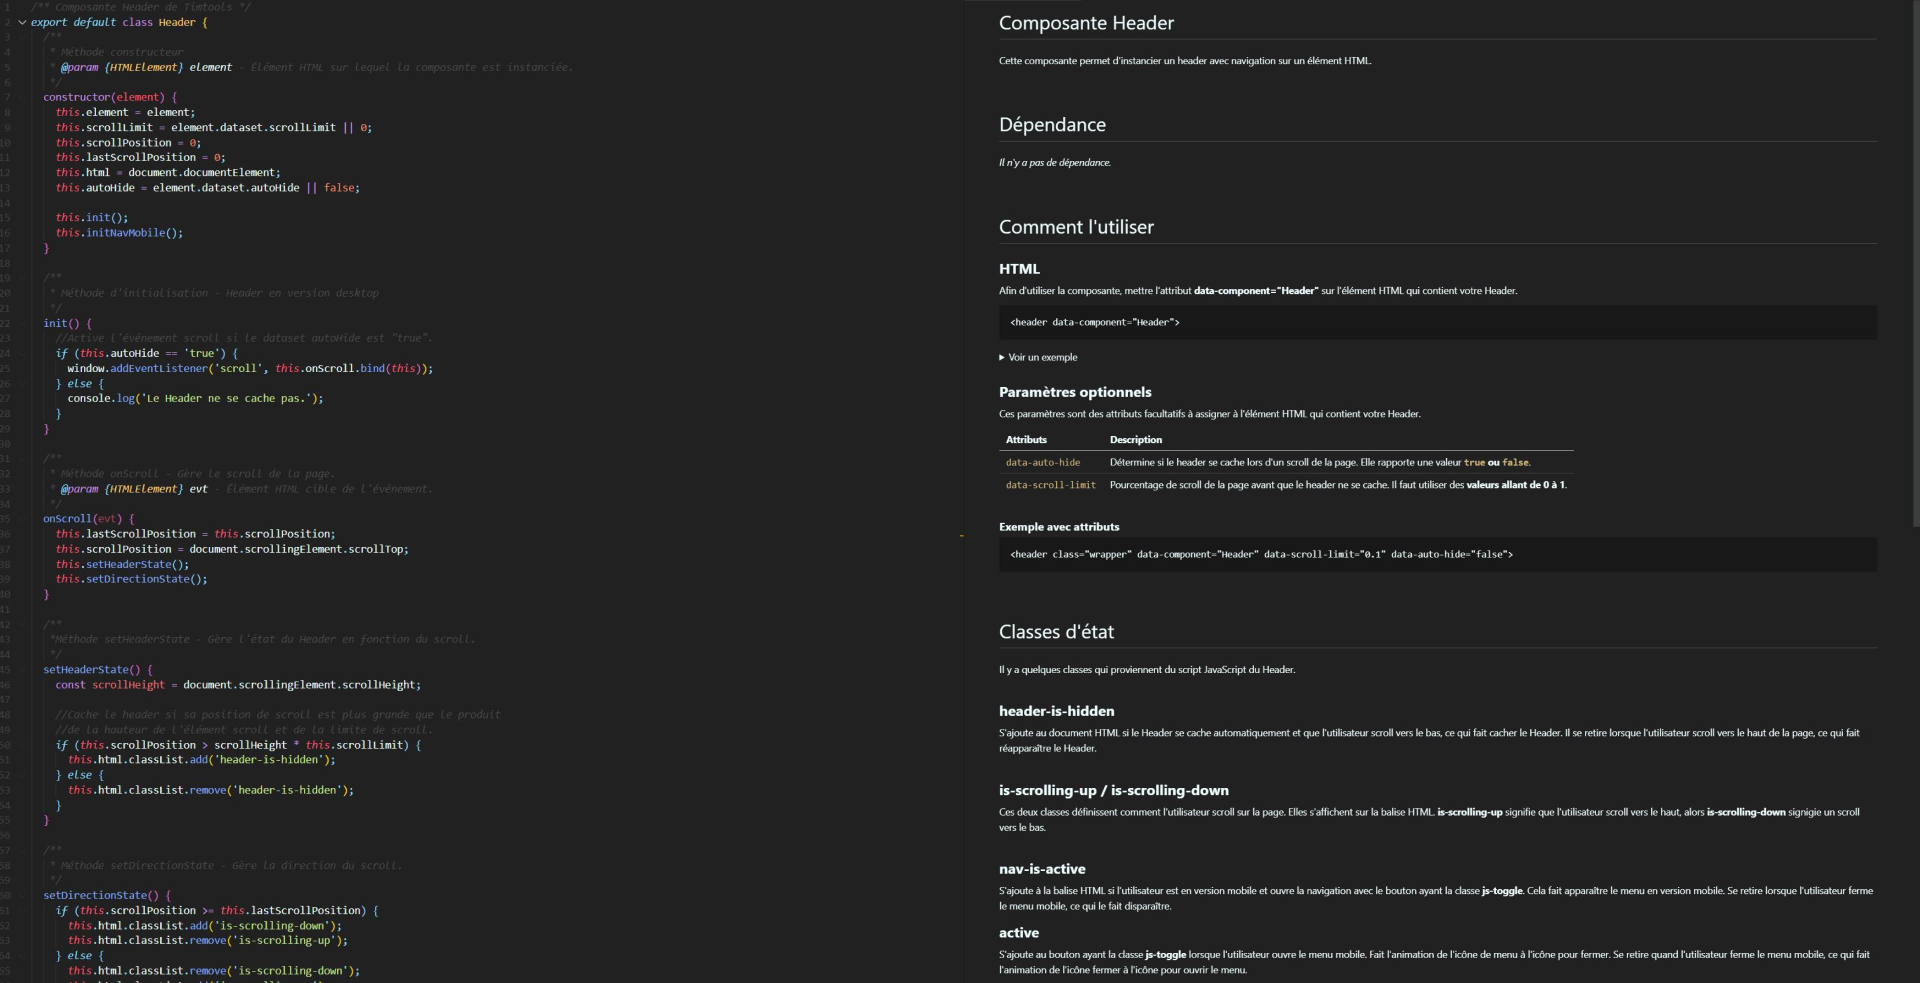 1 /** Composante Header de Timtools */
2 export default class Header {
3 /**
4 * Méthode constructeur
5 * @param {HTMLElement} element - Élément HTML sur lequel la composante est instanciée.
6 */
7 constructor(element) {
8 this.element = element;
9 this.scrollLimit = element.dataset.scrollLimit || 0;
10 this.scrollPosition = 0;
11 this.lastScrollPosition = 0;
12 this.html = document.documentElement;
13 this.autoHide = element.dataset.autoHide || false;
14
15 this.init();
16 this.initNavMobile();
17 }
18
19 /**
20 * Méthode d'initialisation - Header en version desktop
21 */
22 init() {
23 //Active l'événement scroll si le dataset autoHide est "true".
24 if (this.autoHide == 'true') {
25 window.addEventListener('scroll', this.onScroll.bind(this));
26 } else {
27 console.log('Le Header ne se cache pas.');
28 }
29 }
30
31 /**
32 * Méthode onScroll - Gère le scroll de la page.
33 * @param {HTMLElement} evt - Élément HTML cible de l'événement.
34 */
35 onScroll(evt) {
36 this.lastScrollPosition = this.scrollPosition;
37 this.scrollPosition = document.scrollingElement.scrollTop;
38 this.setHeaderState();
39 this.setDirectionState();
40 }
41
42 /**
43 *Méthode setHeaderState - Gère l'état du Header en fonction du scroll.
44 */
45 setHeaderState() {
46 const scrollHeight = document.scrollingElement.scrollHeight;
47
48 //Cache le header si sa position de scroll est plus grande que le produit
49 //de la hauteur de l'élément scroll et de la limite de scroll.
50 if (this.scrollPosition > scrollHeight * this.scrollLimit) {
51 this.html.classList.add('header-is-hidden');
52 } else {
53 this.html.classList.remove('header-is-hidden');
54 }
55 }
56
57 /**
58 * Méthode setDirectionState - Gère la direction du scroll.
59 */
60 setDirectionState() {
61 if (this.scrollPosition >= this.lastScrollPosition) {
62 this.html.classList.add('is-scrolling-down');
63 this.html.classList.remove('is-scrolling-up');
64 } else {
65 this.html.classList.remove('is-scrolling-down');
Composante Header
Cette composante permet d'instancier un header avec navigation sur un élément HTML.
Dépendance
Il n'y a pas de dépendance.
Comment l'utiliser
HTML
Afin d'utiliser la composante, mettre l'attribut data-component="Header" sur l'élément HTML qui contient votre Header.
<header data-component="Header">
Voir un exemple
Paramètres optionnels
Ces paramètres sont des attributs facultatifs à assigner à l'élément HTML qui contient votre Header.
Attributs Description
data-auto-hide Détermine si le header se cache lors d'un scroll de la page. Elle rapporte une valeur true ou false.
data-scroll-limit Pourcentage de scroll de la page avant que le header ne se cache. Il faut utiliser des valeurs allant de 0 à 1.
Exemple avec attributs
<header class="wrapper" data-component="Header" data-scroll-limit="0.1" data-auto-hide="false">
Classes d'état
Il y a quelques classes qui proviennent du script JavaScript du Header.
header-is-hidden
S'ajoute au document HTML si le Header se cache automatiquement et que l'utilisateur scroll vers le bas, ce qui fait cacher le Header. Il se retire lorsque l'utilisateur scroll vers le haut de la page, ce qui fait
réapparaître le Header.
is-scrolling-up / is-scrolling-down
Ces deux classes définissent comment l'utilisateur scroll sur la page. Elles s'affichent sur la balise HTML. is-scrolling-up signifie que l'utilisateur scroll vers le haut, alors is-scrolling-down signigie un scroll
vers le bas.
nav-is-active
S'ajoute à la balise HTML si l'utilisateur est en version mobile et ouvre la navigation avec le bouton ayant la classe js-toggle. Cela fait apparaître le menu en version mobile. Se retire lorsque l'utilisateur ferme
le menu mobile, ce qui le fait disparaître.
active
S'ajoute au bouton ayant la classe js-toggle lorsque l'utilisateur ouvre le menu mobile. Fait l'animation de l'icône de menu à l'icône pour fermer. Se retire quand l'utilisateur ferme le menu mobile, ce qui fait
l'animation de l'icône fermer à l'icône pour ouvrir le menu.